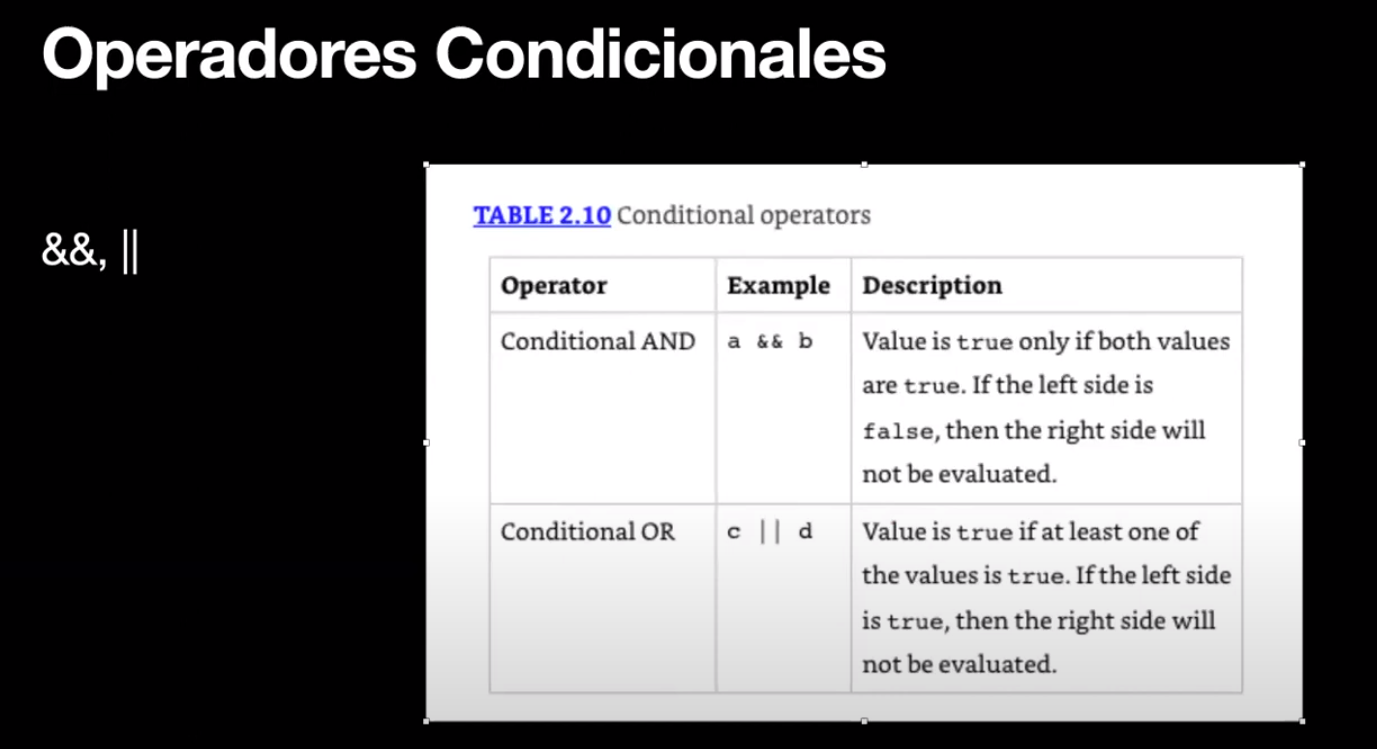 Operadores Condicionales
&&, ||
TABLE 2.10 Conditional operators
Operator Example Description
Conditional AND a && b Value is true only if both values
are true. If the left side is
false, then the right side will
not be evaluated.
Conditional OR c || d Value is true if at least one of
the values is true. If the left side
is true, then the right side will
not be evaluated.